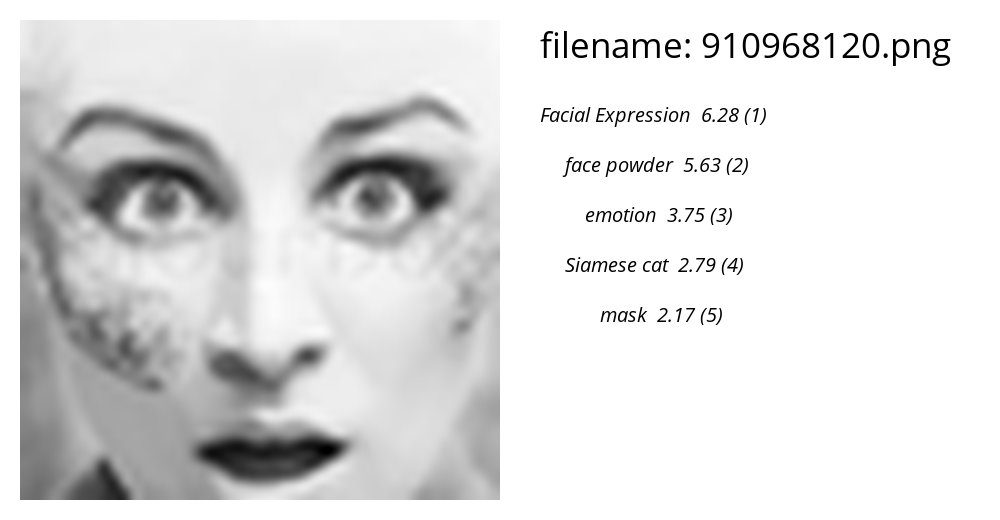 filename: 910968120.png
Facial Expression 6.28 (1)
face powder 5.63 (2)
emotion 3.75 (3)
Siamese cat 2.79 (4)
mask 2.17 (5)